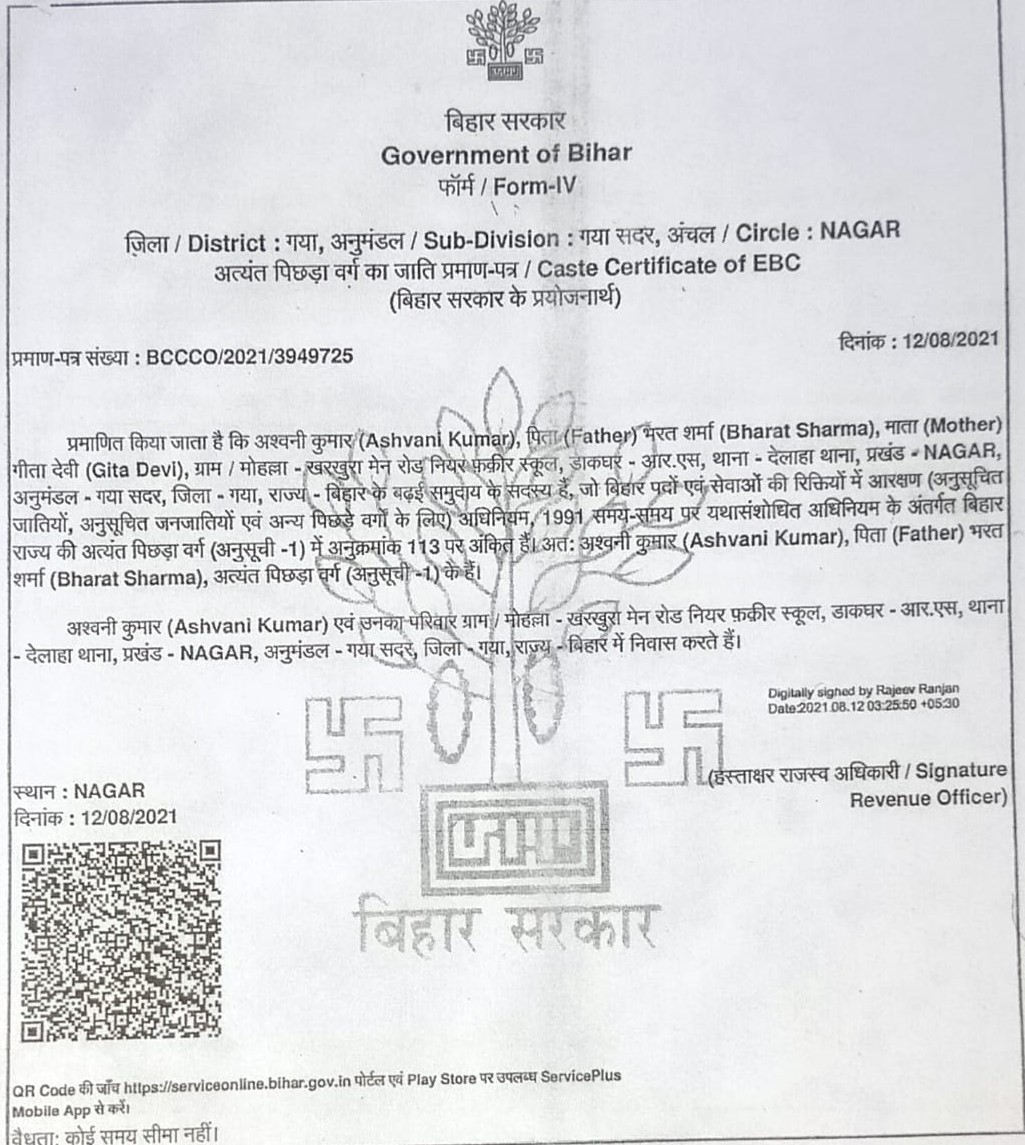 बिहार सरकार
Government of Bihar
फॉर्म / Form-IV
ज़िला / District : गया, अनुमंडल / Sub-Division : गया सदर, अंचल / Circle : NAGAR
अत्यंत पिछड़ा वर्ग का जाति प्रमाण-पत्र / Caste Certificate of EBC
(बिहार सरकार के प्रयोजनार्थ)
प्रमाण-पत्र संख्या : BCCCO/2021/3949725
दिनांक : 12/08/2021
प्रमाणित किया जाता है कि अश्वनी कुमार (Ashvani Kumar), पिता (Father) भरत शर्मा (Bharat Sharma), माता (Mother)
गीता देवी (Gita Devi), ग्राम / मोहल्ला - खरखुरा मेन रोड नियर फ़कीर स्कूल, डाकघर - आर.एस, थाना - देलाहा थाना, प्रखंड - NAGAR,
अनुमंडल - गया सदर, जिला - गया, राज्य - बिहार के बढ़ई समुदाय के सदस्य हैं, जो बिहार पदों एवं सेवाओं की रिक्तियों में आरक्षण (अनुसूचित
जातियों, अनुसूचित जनजातियों एवं अन्य पिछड़े वर्गों के लिए) अधिनियम, 1991 समय-समय पर यथासंशोधित अधिनियम के अंतर्गत बिहार
राज्य की अत्यंत पिछड़ा वर्ग (अनुसूची -1) में अनुक्रमांक 113 पर अंकित है। अत: अश्वनी कुमार (Ashvani Kumar), पिता (Father) भरत
शर्मा (Bharat Sharma), अत्यंत पिछड़ा वर्ग (अनुसूची -1) के हैं।
अश्वनी कुमार (Ashvani Kumar) एवं उनका परिवार ग्राम / मोहल्ला - खरखुरा मेन रोड नियर फ़कीर स्कूल, डाकघर - आर.एस, थाना
- देलाहा थाना, प्रखंड - NAGAR, अनुमंडल - गया सदर, जिला - गया, राज्य - बिहार में निवास करते हैं।
Digitally signed by Rajeev Ranjan
Date:2021.08.12 03:25:50 +05:30
(हस्ताक्षर राजस्व अधिकारी / Signature
Revenue Officer)
स्थान : NAGAR
दिनांक : 12/08/2021
बिहार सरकार
QR Code की जाँच https://serviceonline.bihar.gov.in पोर्टल एवं Play Store पर उपलब्ध ServicePlus
Mobile App से करें।
वैधता: कोई समय सीमा नहीं।